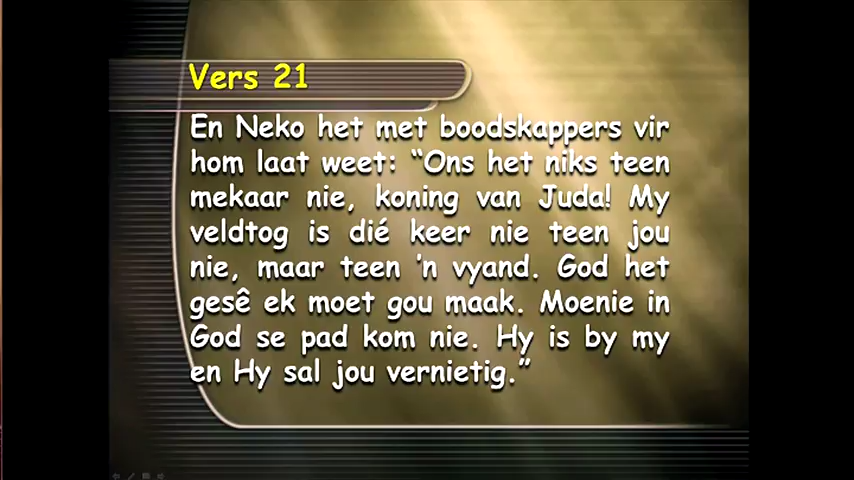 Vers 21
En Neko het met boodskappers vir
hom laat weet: “Ons het niks teen
mekaar nie, koning van Juda! My
veldtog is dié keer nie teen jou
nie, maar teen ’n vyand. God het
gesê ek moet gou maak. Moenie in
God se pad kom nie. Hy is by my
en Hy sal jou vernietig.”